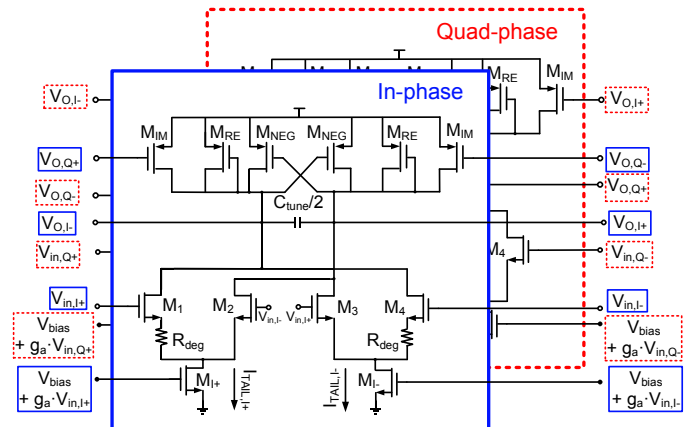 Quad-phase
In-phase
M
M
M
M
M_RE
M_IM
V_O,I-
V_O,I+
M_IM
M_RE
M_NEG
M_NEG
M_RE
M_IM
V_O,Q+
V_O,Q-
V_O,Q-
V_O,Q+
C_tune/2
V_O,I-
V_O,I+
V_in,Q+
M_4
V_in,Q-
V_in,I+
M_1
M_2
V_in,I-
V_in,I+
M_3
M_4
V_in,I-
V_bias
+ g_a·V_in,Q+
R_deg
R_deg
V_bias
+ g_a·V_in,Q-
V_bias
+ g_a·V_in,I+
M_I+
I_TAIL,I+
I_TAIL,I-
M_I-
V_bias
+ g_a·V_in,I-